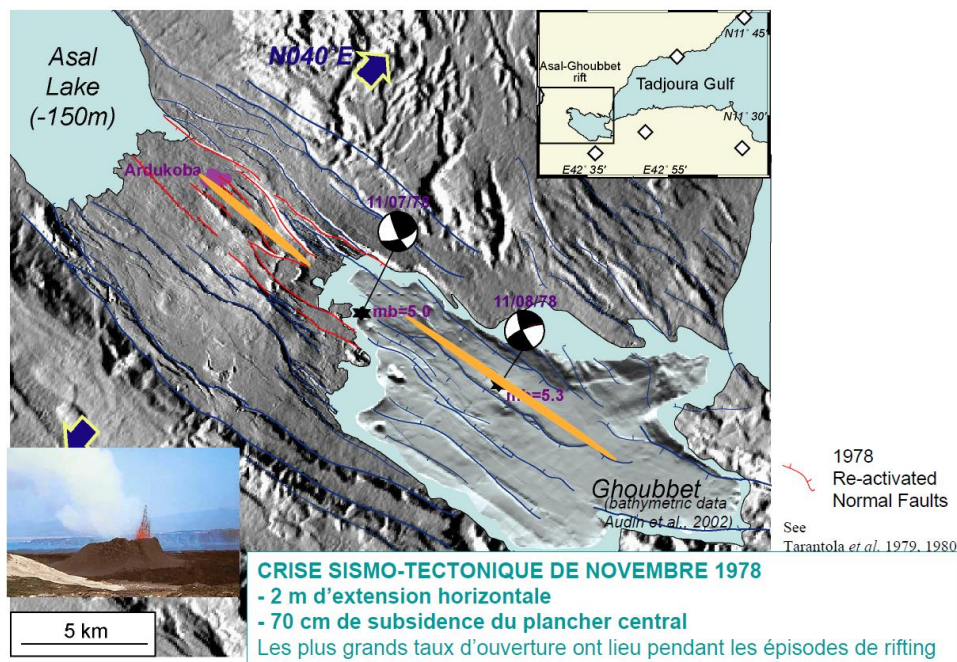 Asal
Lake
(-150m)
N040°E
N11° 45'
Asal-Ghoubbet
rift
Tadjoura Gulf
N11° 30'
E42° 35'
E42° 55'
Ardukoba
11/07/78
mb=5.0
11/08/78
mb=5.3
Ghoubbet
(bathymetric data
Audin et al., 2002)
1978
Re-activated
Normal Faults
See
Tarantola et al. 1979, 1980
5 km
CRISE SISMO-TECTONIQUE DE NOVEMBRE 1978
- 2 m d'extension horizontale
- 70 cm de subsidence du plancher central
Les plus grands taux d'ouverture ont lieu pendant les épisodes de rifting